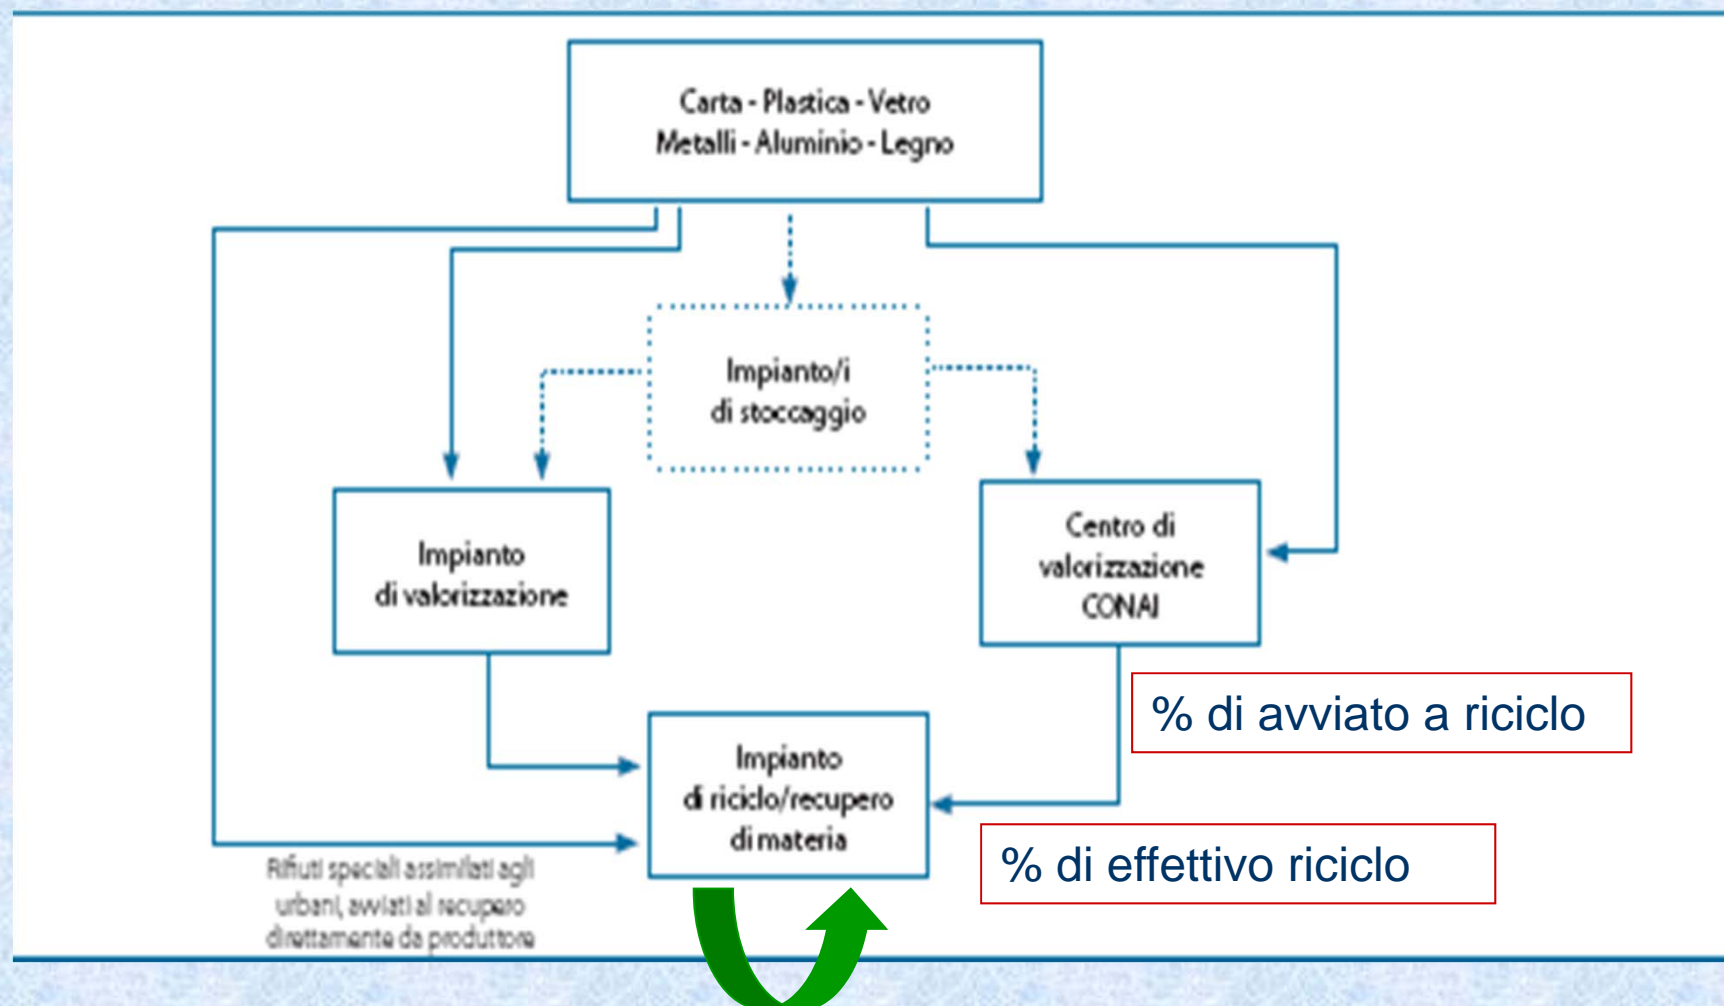 Carta - Plastica - Vetro
Metalli - Aluminio - Legno
Impianto/i
di stoccaggio
Impianto
di valorizzazione
Centro di
valorizzazione
CONAI
% di avviato a riciclo
Impianto
di riciclo/recupero
di materia
% di effettivo riciclo
Rifiuti speciali assimilati agli
urbani, avviati al recupero
direttamente da produttore